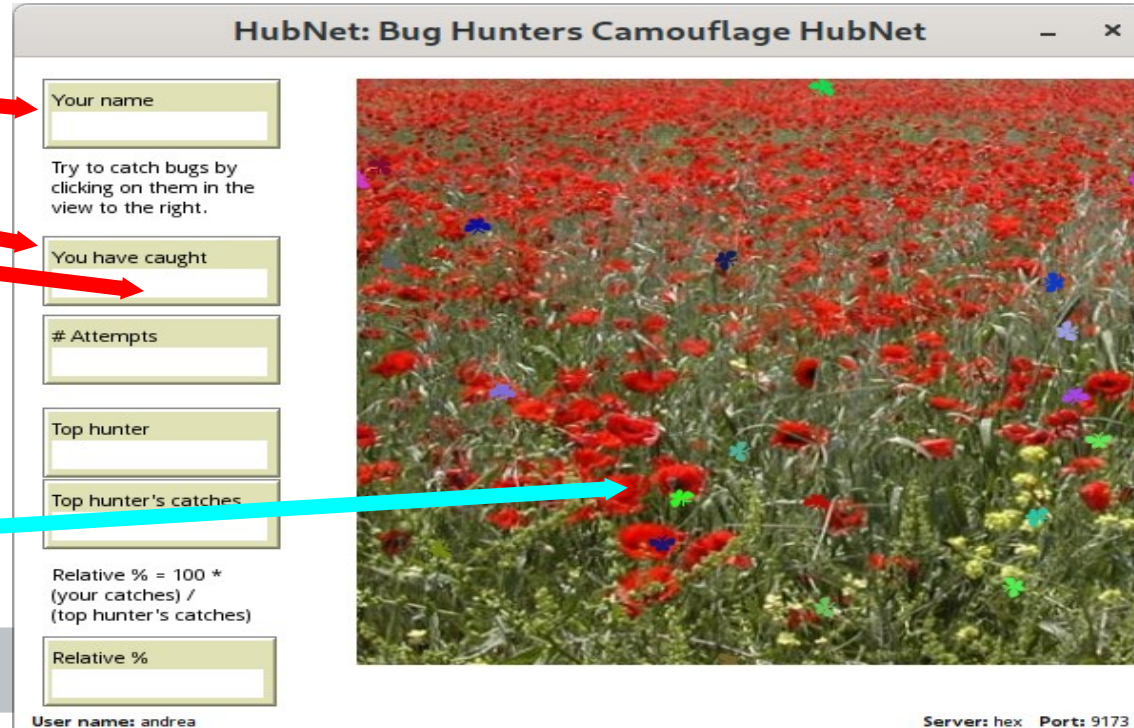 HubNet: Bug Hunters Camouflage HubNet
Your name
Try to catch bugs by
clicking on them in the
view to the right.
You have caught
# Attempts
Top hunter
Top hunter's catches
Relative % = 100 *
(your catches) /
(top hunter's catches)
Relative %
User name: andrea
Server: hex Port: 9173